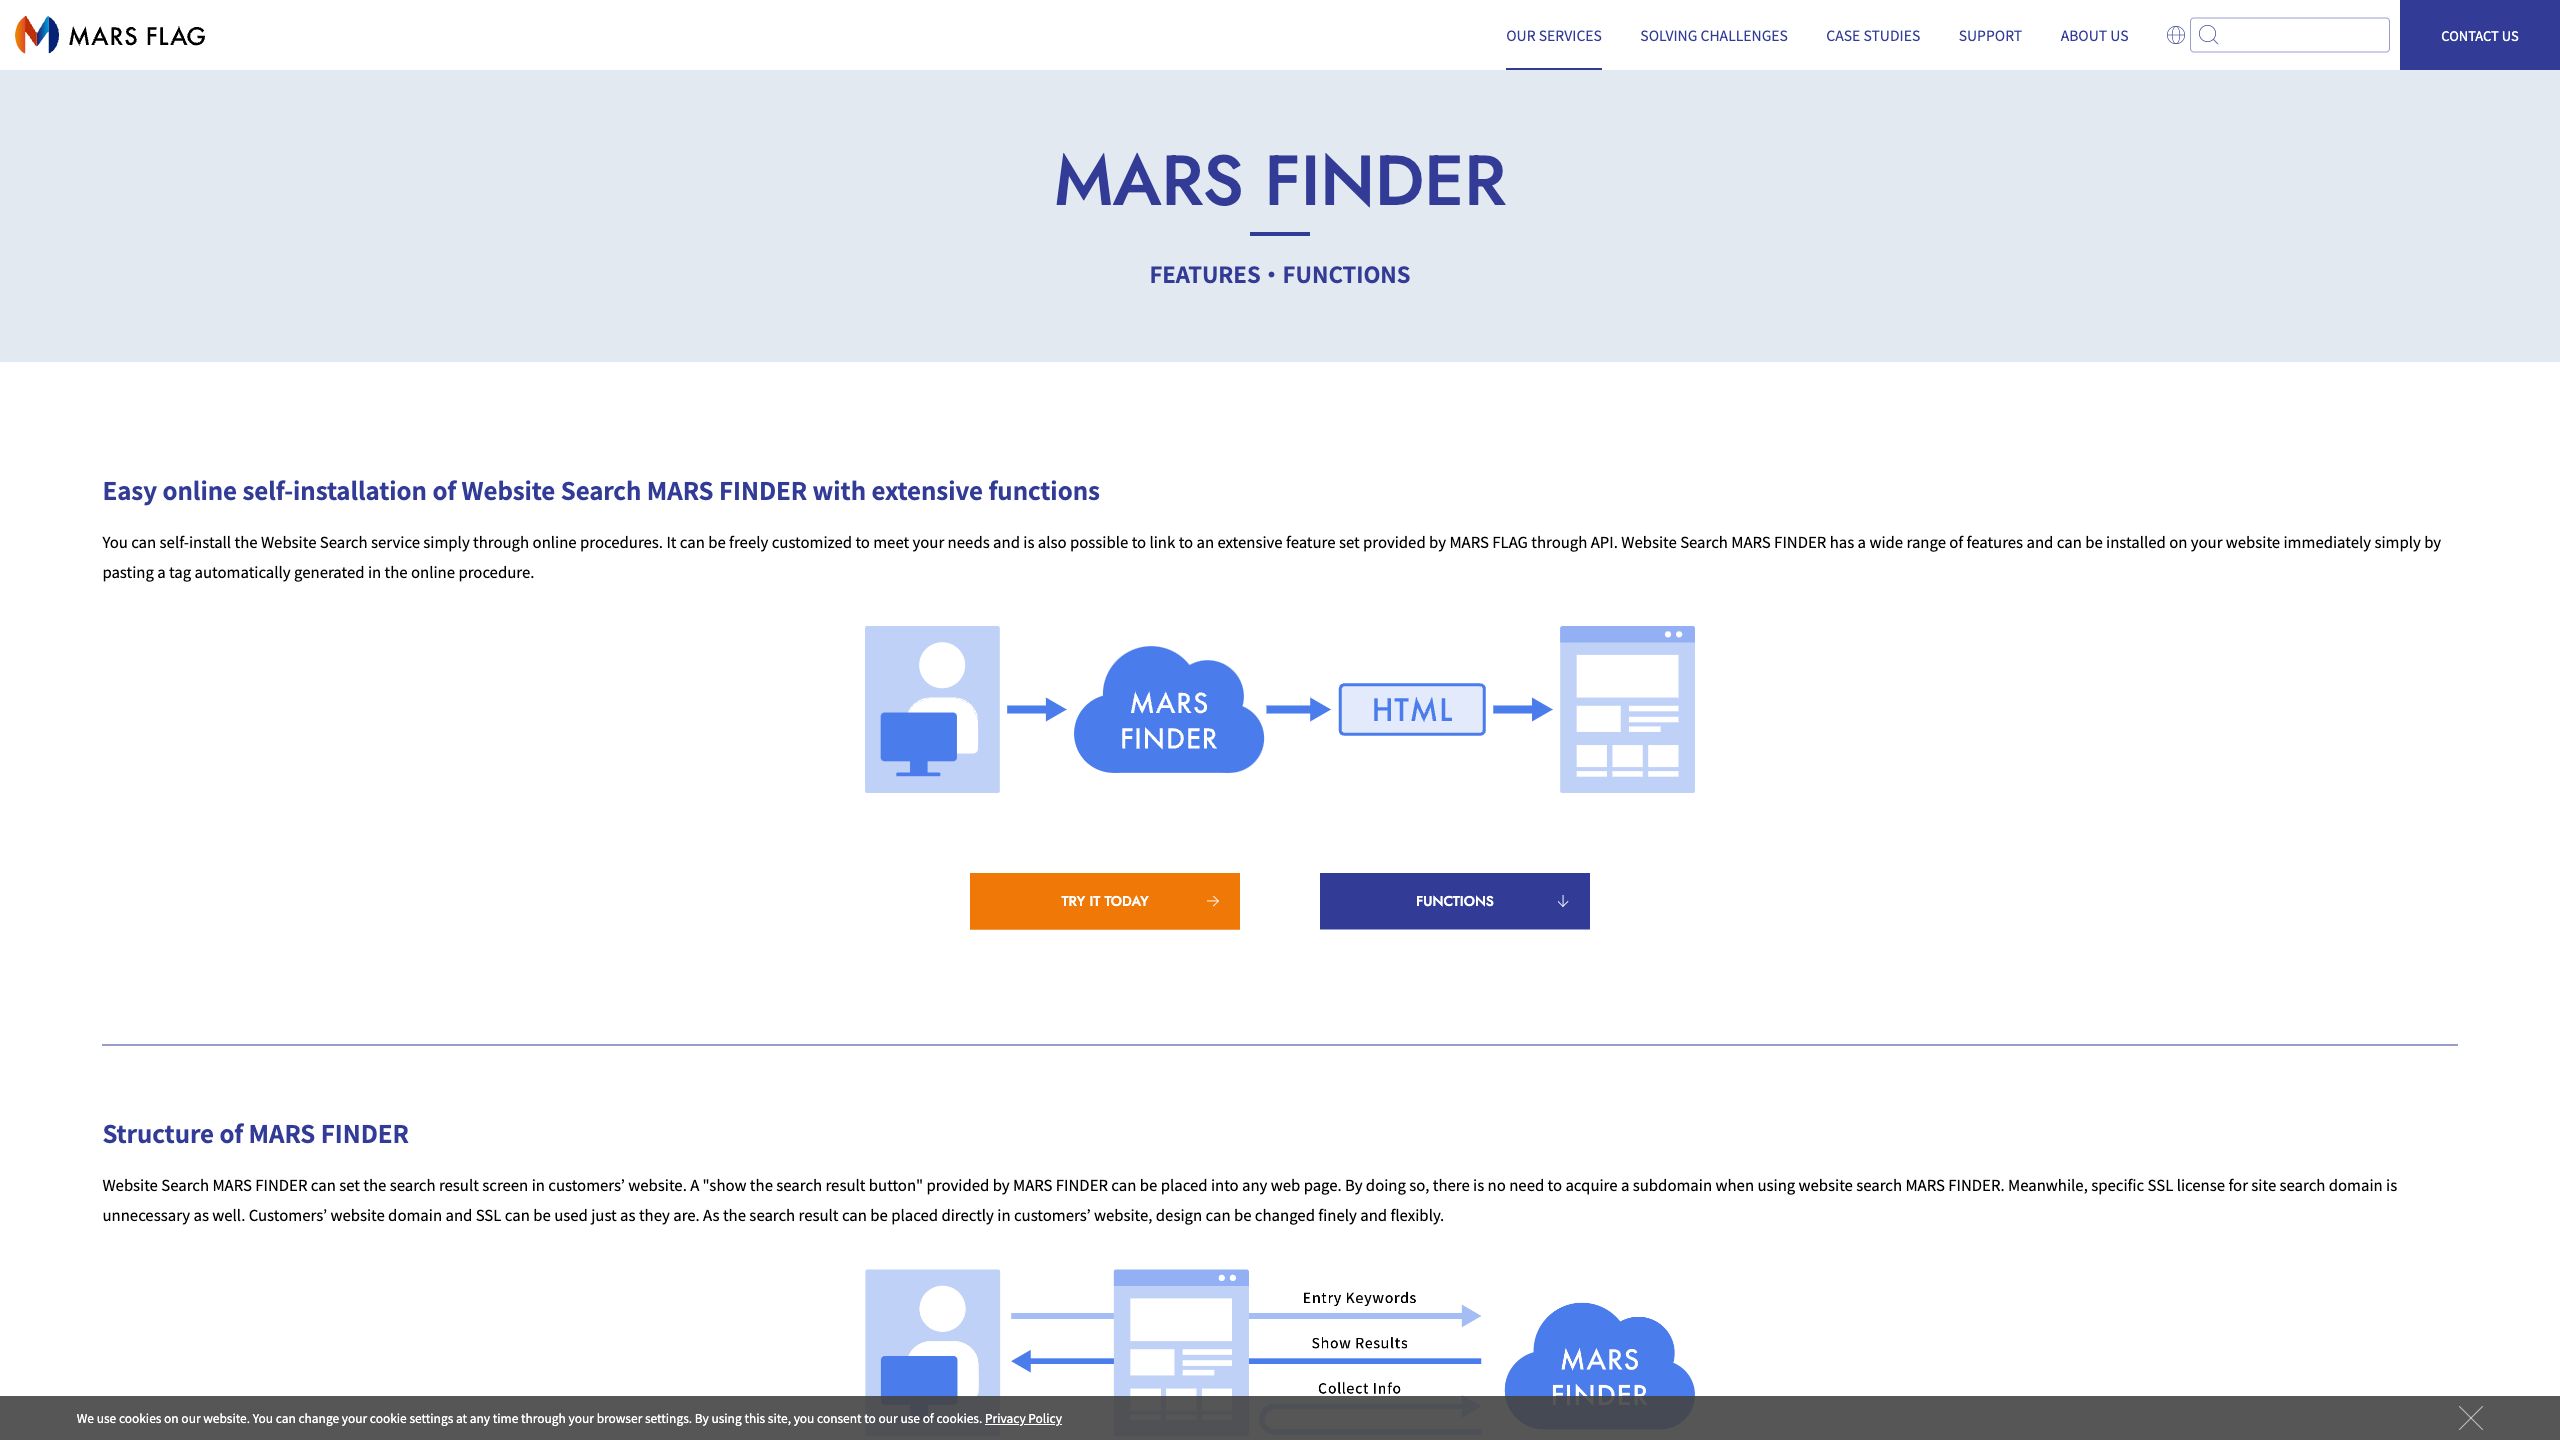 MARS FLAG
OUR SERVICES
SOLVING CHALLENGES
CASE STUDIES
SUPPORT
ABOUT US
CONTACT US
MARS FINDER
FEATURES・FUNCTIONS
Easy online self-installation of Website Search MARS FINDER with extensive functions
You can self-install the Website Search service simply through online procedures. It can be freely customized to meet your needs and is also possible to link to an extensive feature set provided by MARS FLAG through API. Website Search MARS FINDER has a wide range of features and can be installed on your website immediately simply by
pasting a tag automatically generated in the online procedure.
MARS
FINDER
HTML
TRY IT TODAY
FUNCTIONS
Structure of MARS FINDER
Website Search MARS FINDER can set the search result screen in customers’ website. A "show the search result button" provided by MARS FINDER can be placed into any web page. By doing so, there is no need to acquire a subdomain when using website search MARS FINDER. Meanwhile, specific SSL license for site search domain is
unnecessary as well. Customers’ website domain and SSL can be used just as they are. As the search result can be placed directly in customers’ website, design can be changed finely and flexibly.
Entry Keywords
Show Results
Collect Info
MARS
FINDER
We use cookies on our website. You can change your cookie settings at any time through your browser settings. By using this site, you consent to our use of cookies. Privacy Policy